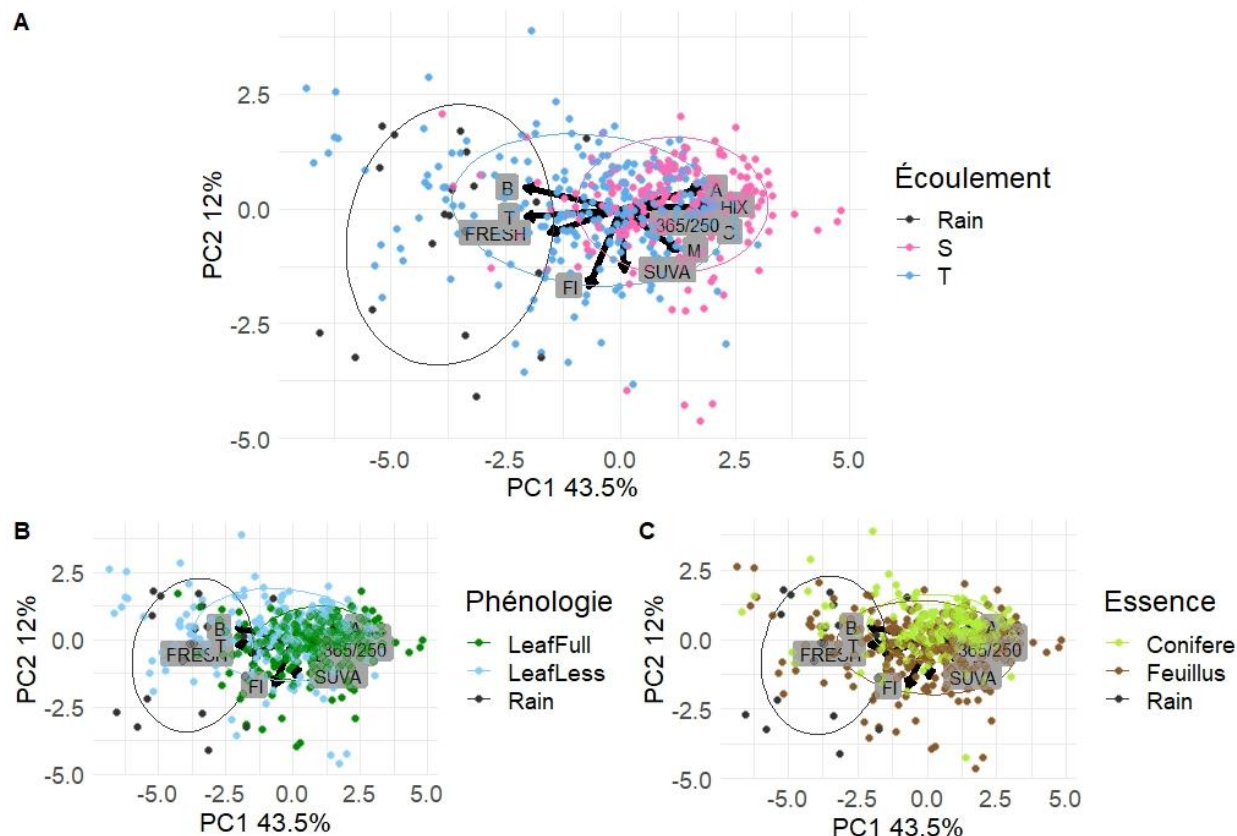 A
PC2 12%
2.5
0.0
-2.5
-5.0
B
T
FRESH
FI
A
HIX
365/250
C
M
SUVA
-5.0
-2.5
0.0
2.5
5.0
PC1 43.5%
Écoulement
Rain
S
T
B
PC2 12%
2.5
0.0
-2.5
-5.0
B
T
FRESH
FI
A
365/250
SUVA
-5.0
-2.5
0.0
2.5
5.0
PC1 43.5%
Phénologie
LeafFull
LeafLess
Rain
C
PC2 12%
2.5
0.0
-2.5
-5.0
B
T
FRESH
FI
A
365/250
SUVA
-5.0
-2.5
0.0
2.5
5.0
PC1 43.5%
Essence
Conifere
Feuillus
Rain